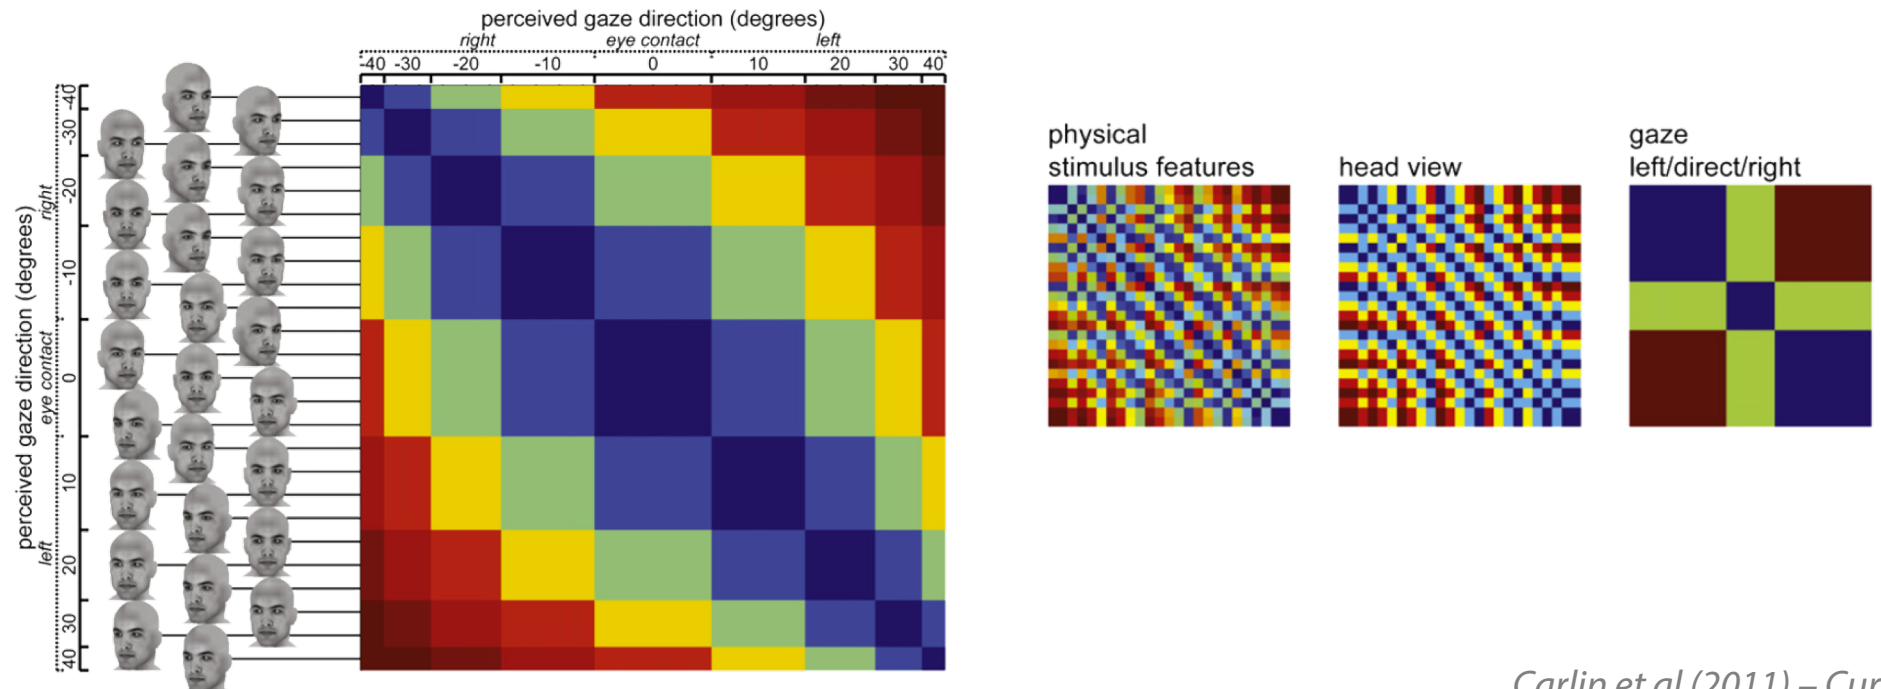 perceived gaze direction (degrees)
right eye contact left
-40 -30 -20 -10 0 10 20 30 40
perceived gaze direction (degrees)
right
eye contact
left
-40
-30
-20
-10
0
10
20
30
40
physical
stimulus features
head view
gaze
left/direct/right
Carlin et al (2011) – Cur